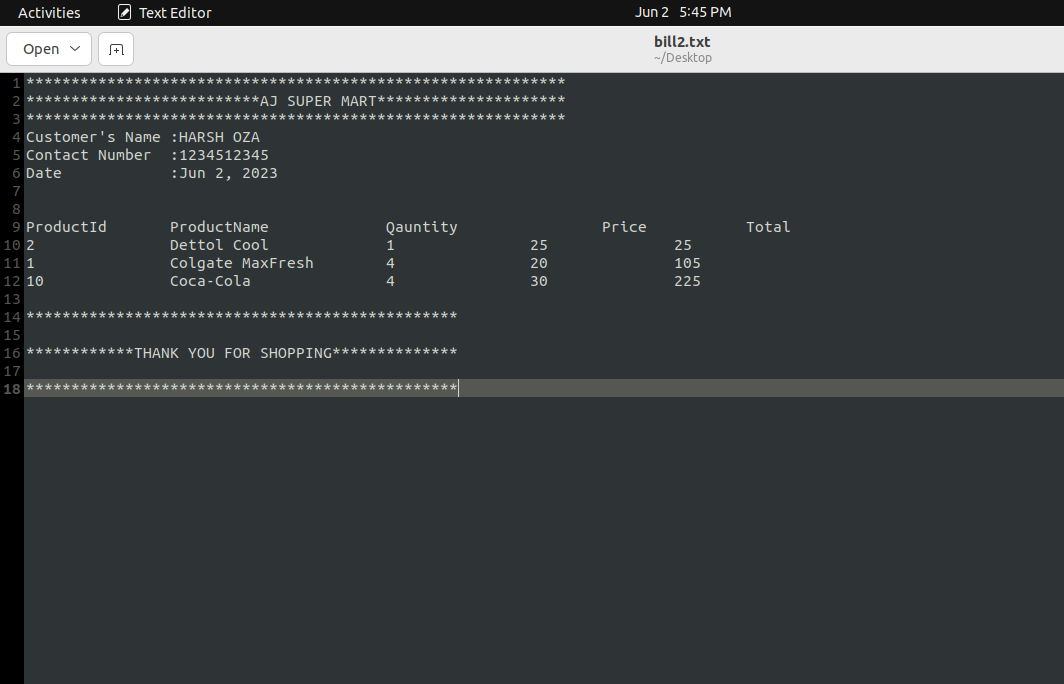 Activities Text Editor Jun 2 5:45 PM
Open bill2.txt
~/Desktop
1 ************************************************************
2 **************************AJ SUPER MART*********************
3 ************************************************************
4 Customer's Name :HARSH OZA
5 Contact Number :1234512345
6 Date :Jun 2, 2023
7
8
9 ProductId ProductName Qauntity Price Total
10 2 Dettol Cool 1 25 25
11 1 Colgate MaxFresh 4 20 105
12 10 Coca-Cola 4 30 225
13
14 ************************************************
15
16 ************THANK YOU FOR SHOPPING**************
17
18 ************************************************